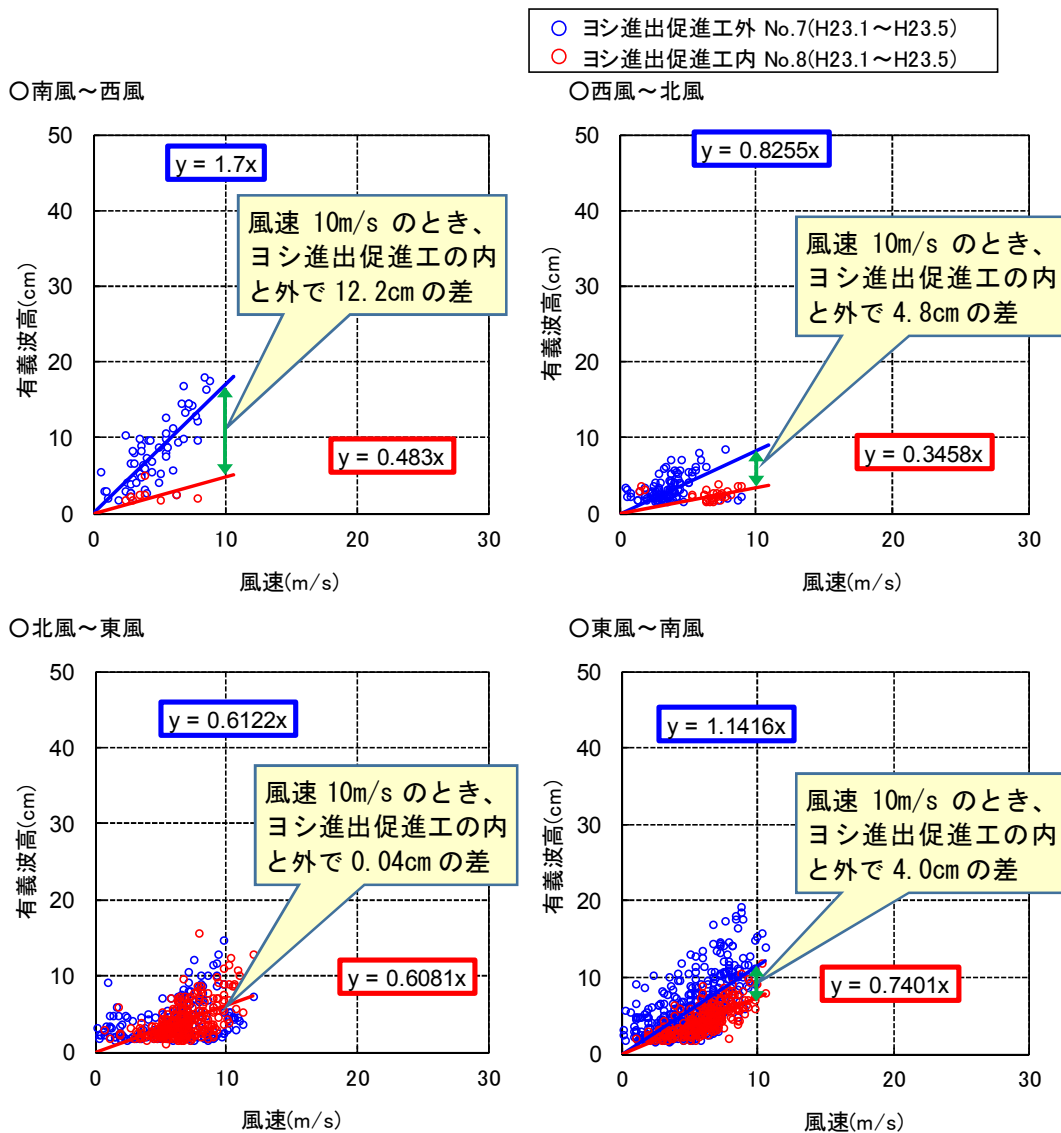 ○ ヨシ進出促進工外 No.7(H23.1～H23.5)
○ ヨシ進出促進工内 No.8(H23.1～H23.5)
○南風～西風
50
40
30
20
10
0
0 10 20 30
有義波高(cm)
風速(m/s)
y = 1.7x
風速 10m/s のとき、
ヨシ進出促進工の内
と外で 12.2cm の差
y = 0.483x
○西風～北風
50
40
30
20
10
0
0 10 20 30
有義波高(cm)
風速(m/s)
y = 0.8255x
風速 10m/s のとき、
ヨシ進出促進工の内
と外で 4.8cm の差
y = 0.3458x
○北風～東風
50
40
30
20
10
0
0 10 20 30
有義波高(cm)
風速(m/s)
y = 0.6122x
風速 10m/s のとき、
ヨシ進出促進工の内
と外で 0.04cm の差
y = 0.6081x
○東風～南風
50
40
30
20
10
0
0 10 20 30
有義波高(cm)
風速(m/s)
y = 1.1416x
風速 10m/s のとき、
ヨシ進出促進工の内
と外で 4.0cm の差
y = 0.7401x